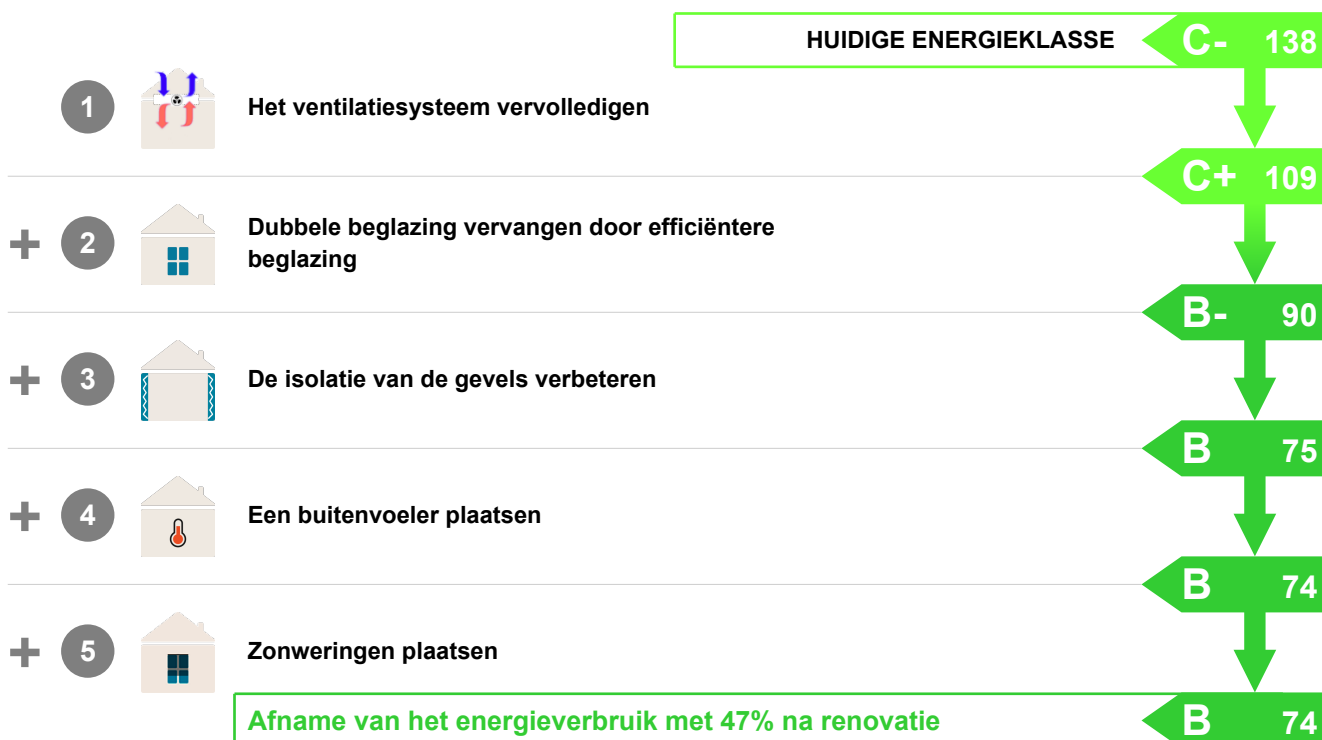 HUIDIGE ENERGIEKLASSE C- 138
1 Het ventilatiesysteem vervolledigen
C+ 109
+ 2 Dubbele beglazing vervangen door efficiëntere
beglazing
B- 90
+ 3 De isolatie van de gevels verbeteren
B 75
+ 4 Een buitenvoeler plaatsen
B 74
+ 5 Zonweringen plaatsen
Afname van het energieverbruik met 47% na renovatie B 74